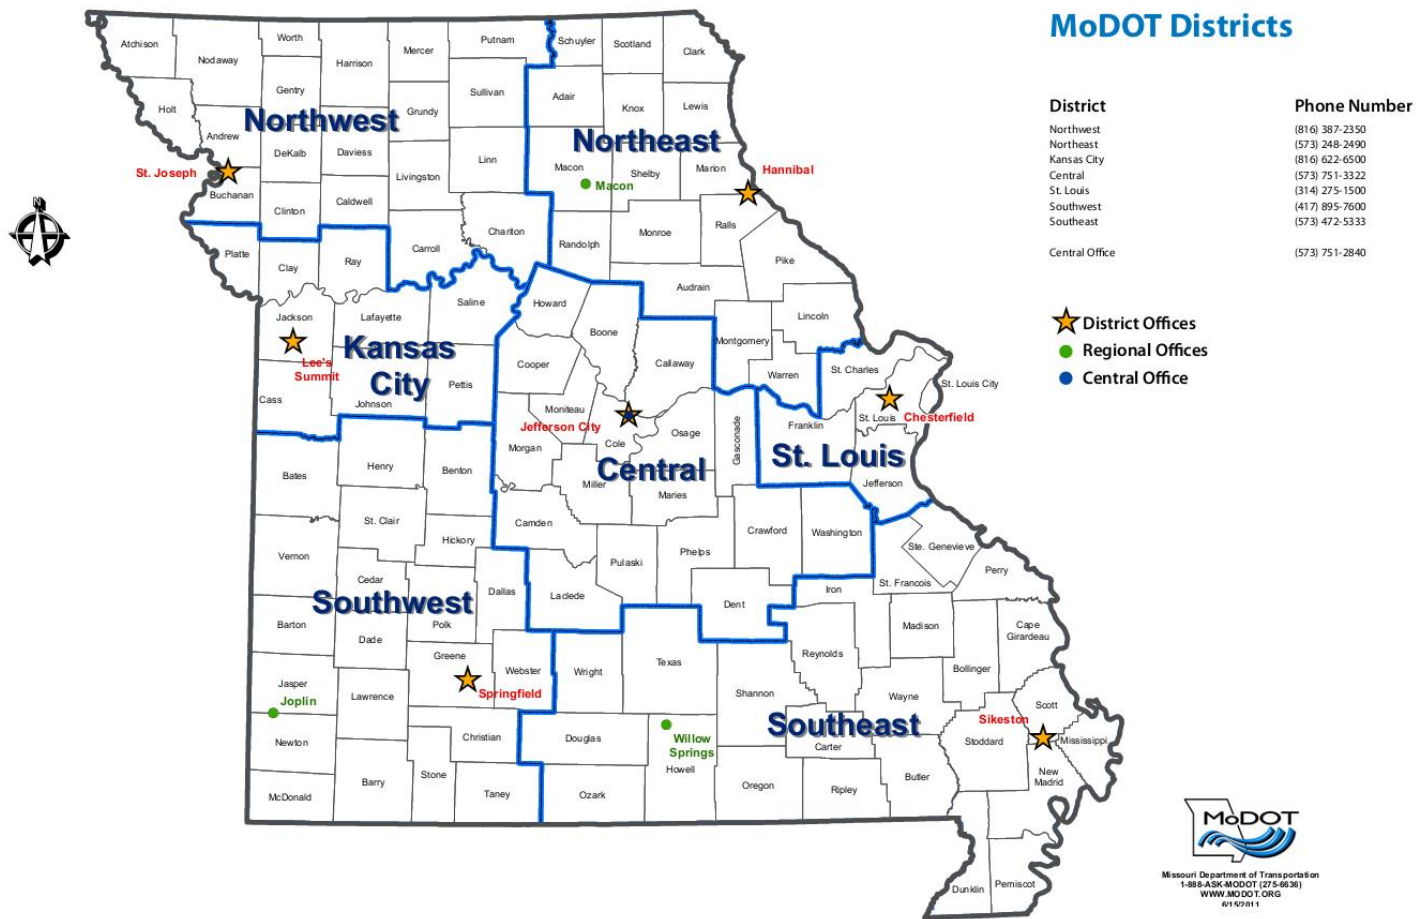 MoDOT Districts
District Phone Number
Northwest (816) 387-2350
Northeast (573) 248-2490
Kansas City (816) 622-6500
Central (573) 751-3322
St. Louis (314) 275-1500
Southwest (417) 895-7600
Southeast (573) 472-5333
Central Office (573) 751-2840
District Offices
Regional Offices
Central Office
N
Atchison
Nodaway
Worth
Harrison
Mercer
Putnam
Schuyler
Scotland
Clark
Holt
Gentry
Grundy
Sullivan
Adair
Knox
Lewis
Northwest
Northeast
Andrew
DeKalb
Daviess
Livingston
Linn
Macon
Shelby
Marion
St. Joseph
Macon
Hannibal
Buchanan
Clinton
Caldwell
Carroll
Chariton
Randolph
Monroe
Ralls
Pike
Platte
Clay
Ray
Audrain
Saline
Howard
Jackson
Lafayette
Boone
Lincoln
Montgomery
Kansas
City
Lee's
Summit
Cooper
Callaway
Warren
St. Charles
St. Louis City
Cass
Johnson
Pettis
Moniteau
Jefferson City
Cole
Osage
Gasconade
Franklin
St. Louis
Chesterfield
Morgan
Central
St. Louis
Bates
Henry
Benton
Miller
Maries
Jefferson
St. Clair
Camden
Crawford
Washington
Vernon
Hickory
Pulaski
Phelps
Ste. Genevieve
Perry
Cedar
Dallas
Laclede
Dent
Iron
St. Francois
Southwest
Barton
Dade
Polk
Madison
Cape
Girardeau
Greene
Webster
Wright
Texas
Reynolds
Bollinger
Jasper
Joplin
Lawrence
Springfield
Shannon
Wayne
Scott
Southeast
Sikeston
Newton
Christian
Douglas
Willow
Springs
Howell
Carter
Stoddard
Mississippi
McDonald
Barry
Stone
Taney
Ozark
Oregon
Ripley
Butler
New
Madrid
Dunklin
Pemiscot
MoDOT
Missouri Department of Transportation
1-888-ASK-MODOT (275-6636)
WWW.MODOT.ORG
6/15/2011